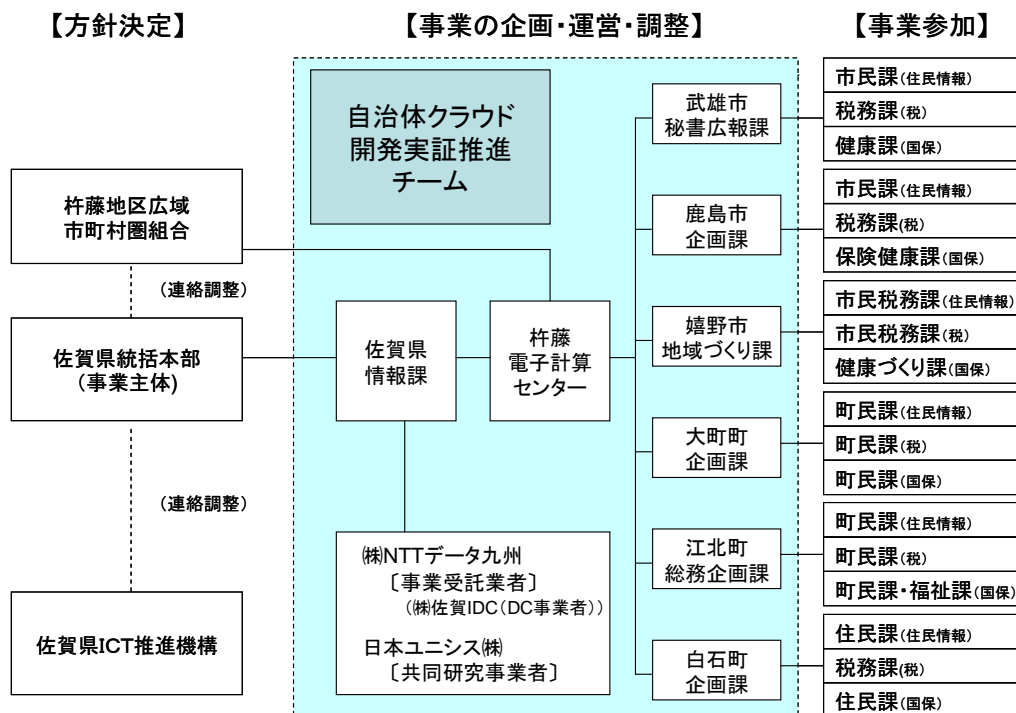 【方針決定】
【事業の企画・運営・調整】
【事業参加】
杵藤地区広域
市町村圏組合
（連絡調整）
佐賀県統括本部
（事業主体)
（連絡調整）
佐賀県ICT推進機構
自治体クラウド
開発実証推進
チーム
佐賀県
情報課
杵藤
電子計算
センター
㈱NTTデータ九州
〔事業受託業者〕
（㈱佐賀IDC（DC事業者））
日本ユニシス㈱
〔共同研究事業者〕
武雄市
秘書広報課
鹿島市
企画課
嬉野市
地域づくり課
大町町
企画課
江北町
総務企画課
白石町
企画課
市民課（住民情報）
税務課（税）
健康課（国保）
市民課（住民情報）
税務課(税）
保険健康課（国保）
市民税務課（住民情報）
市民税務課（税）
健康づくり課（国保）
町民課（住民情報）
町民課（税）
町民課（国保）
町民課（住民情報）
町民課（税）
町民課・福祉課（国保）
住民課（住民情報）
税務課(税）
住民課（国保）